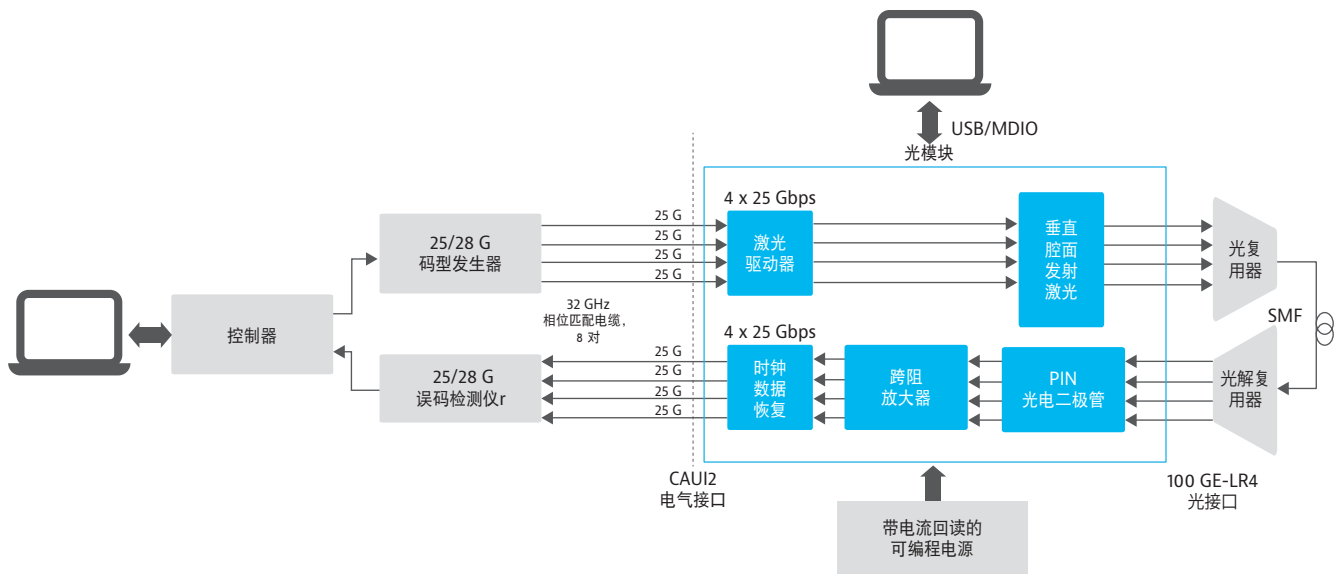 USB/MDIO
光模块
4 x 25 Gbps
25 G
25 G
25 G
25 G
25/28 G
码型发生器
激光
驱动器
垂直
腔面
发射
激光
光复
用器
32 GHz
相位匹配电缆，
8 对
SMF
控制器
4 x 25 Gbps
25 G
25 G
25 G
25 G
25/28 G
误码检测仪r
时钟
数据
恢复
跨阻
放大器
PIN
光电二极管
光解复
用器
CAUI2
电气接口
100 GE-LR4
光接口
带电流回读的
可编程电源